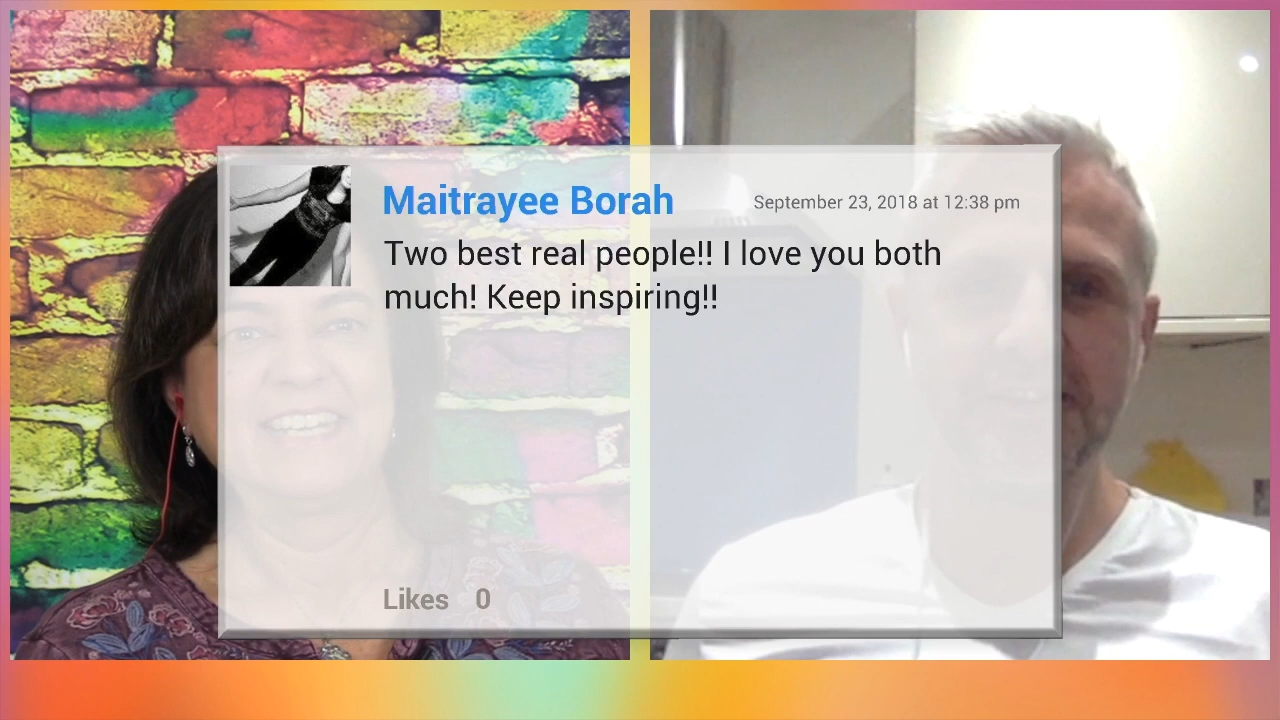 Maitrayee Borah
September 23, 2018 at 12:38 pm
Two best real people!! I love you both
much! Keep inspiring!!
Likes 0